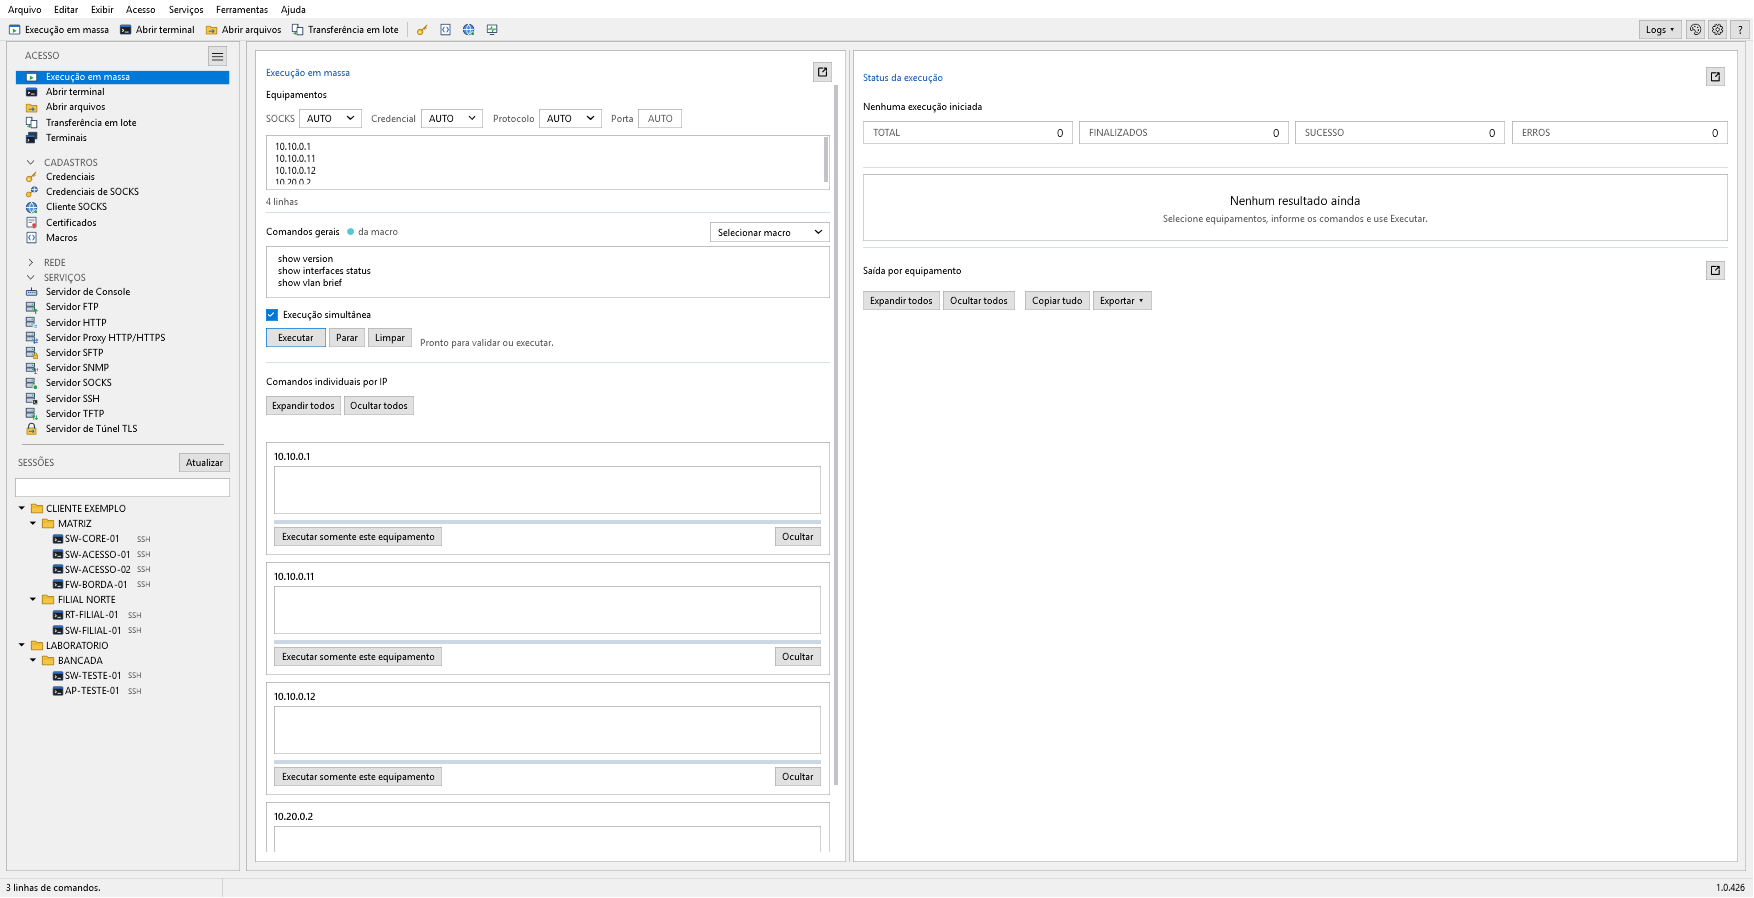 Arquivo Editar Exibir Acesso Serviços Ferramentas Ajuda
Execução em massa Abrir terminal Abrir arquivos Transferência em lote Logs ?
ACESSO
Execução em massa
Abrir terminal
Abrir arquivos
Transferência em lote
Terminais
CADASTROS
Credenciais
Credenciais de SOCKS
Cliente SOCKS
Certificados
Macros
REDE
SERVIÇOS
Servidor de Console
Servidor FTP
Servidor HTTP
Servidor Proxy HTTP/HTTPS
Servidor SFTP
Servidor SNMP
Servidor SOCKS
Servidor SSH
Servidor TFTP
Servidor de Túnel TLS
SESSÕES Atualizar
CLIENTE EXEMPLO
MATRIZ
SW-CORE-01 SSH
SW-ACESSO-01 SSH
SW-ACESSO-02 SSH
FW-BORDA-01 SSH
FILIAL NORTE
RT-FILIAL-01 SSH
SW-FILIAL-01 SSH
LABORATORIO
BANCADA
SW-TESTE-01 SSH
AP-TESTE-01 SSH
Execução em massa
Equipamentos
SOCKS AUTO Credencial AUTO Protocolo AUTO Porta AUTO
10.10.0.1
10.10.0.11
10.10.0.12
10.20.0.2
4 linhas
Comandos gerais da macro Selecionar macro
show version
show interfaces status
show vlan brief
Execução simultânea
Executar Parar Limpar Pronto para validar ou executar.
Comandos individuais por IP
Expandir todos Ocultar todos
10.10.0.1
Executar somente este equipamento Ocultar
10.10.0.11
Executar somente este equipamento Ocultar
10.10.0.12
Executar somente este equipamento Ocultar
10.20.0.2
Status da execução
Nenhuma execução iniciada
TOTAL 0 FINALIZADOS 0 SUCESSO 0 ERROS 0
Nenhum resultado ainda
Selecione equipamentos, informe os comandos e use Executar.
Saída por equipamento
Expandir todos Ocultar todos Copiar tudo Exportar
3 linhas de comandos. 1.0.426